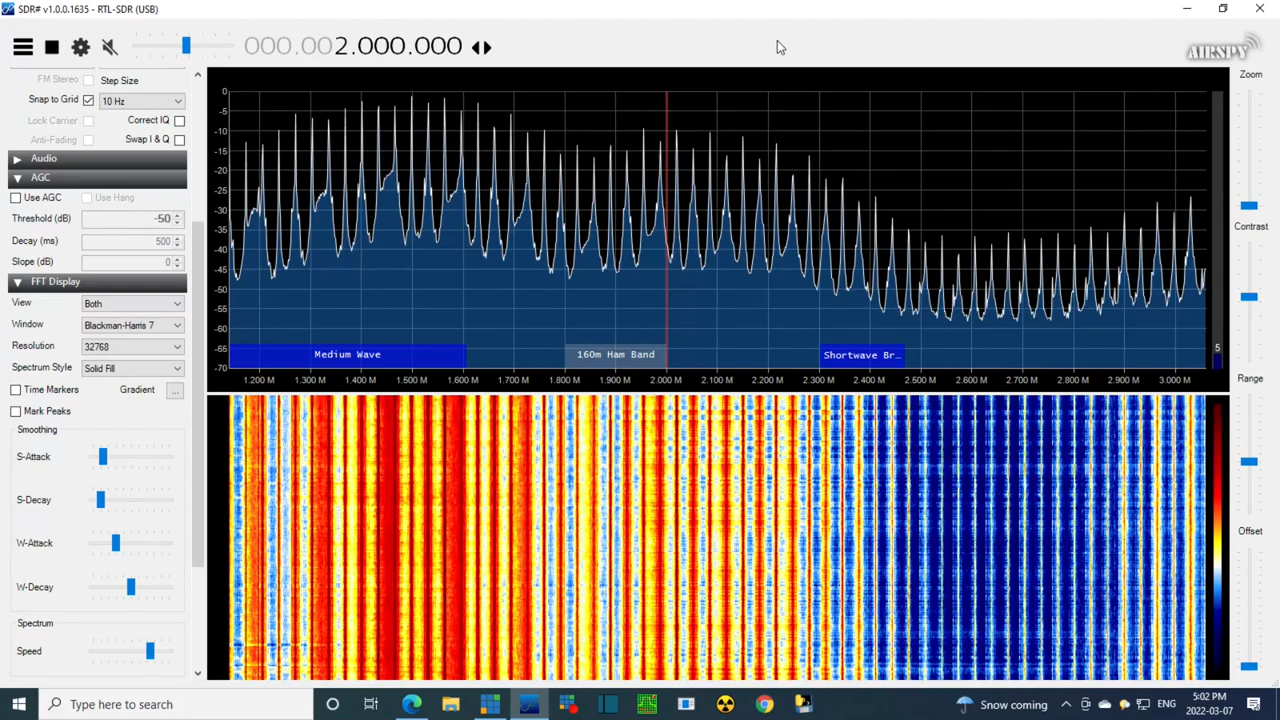 SDR# v1.0.0.1635 - RTL-SDR (USB)
000.002.000.000
AIRSPY
FM Stereo Step Size
Snap to Grid 10 Hz
Lock Carrier Correct IQ
Anti-Fading Swap I & Q
Audio
AGC
Use AGC Use Hang
Threshold (dB) -50
Decay (ms) 500
Slope (dB) 0
FFT Display
View Both
Window Blackman-Harris 7
Resolution 32768
Spectrum Style Solid Fill
Time Markers Gradient ...
Mark Peaks
Smoothing
S-Attack
S-Decay
W-Attack
W-Decay
Spectrum
Speed
0
-5
-10
-15
-20
-25
-30
-35
-40
-45
-50
-55
-60
-65
-70
Medium Wave 160m Ham Band Shortwave Br...
1.200 M 1.300 M 1.400 M 1.500 M 1.600 M 1.700 M 1.800 M 1.900 M 2.000 M 2.100 M 2.200 M 2.300 M 2.400 M 2.500 M 2.600 M 2.700 M 2.800 M 2.900 M 3.000 M
5
Zoom
Contrast
Range
Offset
Type here to search
Snow coming
ENG
5:02 PM
2022-03-07